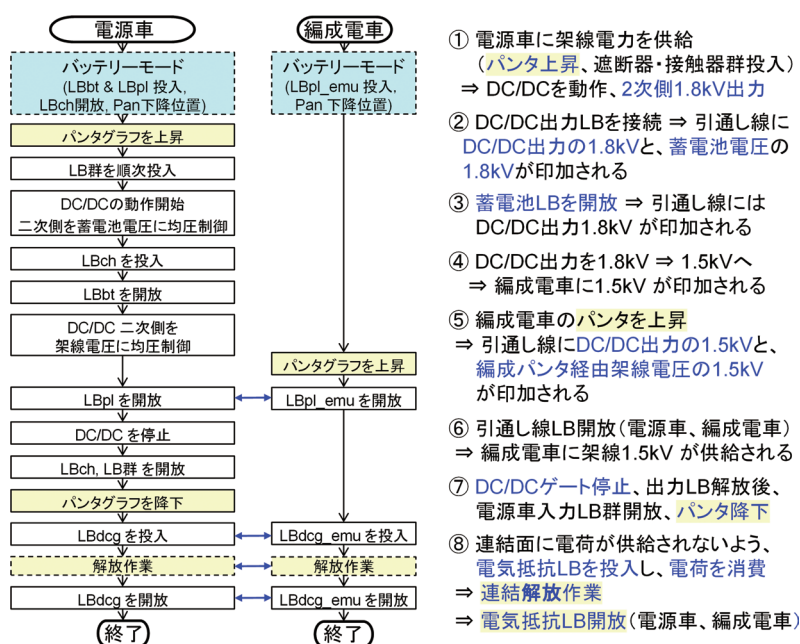 電源車
バッテリーモード
(LBbt & LBpl 投入,
LBch開放, Pan下降位置)
パンタグラフを上昇
LB群を順次投入
DC/DCの動作開始
二次側を蓄電池電圧に均圧制御
LBch を投入
LBbt を開放
DC/DC 二次側を
架線電圧に均圧制御
LBpl を開放
DC/DC を停止
LBch, LB群 を開放
パンタグラフを降下
LBdcg を投入
解放作業
LBdcg を開放
終了
編成電車
バッテリーモード
(LBpl_emu 投入,
Pan 下降位置)
パンタグラフを上昇
LBpl_emu を開放
LBdcg_emu を投入
解放作業
LBdcg_emu を開放
終了
① 電源車に架線電力を供給
(パンタ上昇、遮断器・接触器群投入)
⇒ DC/DCを動作、2次側1.8kV出力
② DC/DC出力LBを接続 ⇒ 引通し線に
DC/DC出力の1.8kVと、蓄電池電圧の
1.8kVが印加される
③ 蓄電池LBを開放 ⇒ 引通し線には
DC/DC出力1.8kV が印加される
④ DC/DC出力を1.8kV ⇒ 1.5kVへ
⇒ 編成電車に1.5kV が印加される
⑤ 編成電車のパンタを上昇
⇒ 引通し線にDC/DC出力の1.5kVと、
編成パンタ経由架線電圧の1.5kV
が印加される
⑥ 引通し線LB開放(電源車、編成電車)
⇒ 編成電車に架線1.5kV が供給される
⑦ DC/DCゲート停止、出力LB解放後、
電源車入力LB群開放、パンタ降下
⑧ 連結面に電荷が供給されないよう、
電気抵抗LBを投入し、電荷を消費
⇒ 連結解放作業
⇒ 電気抵抗LB開放(電源車、編成電車)